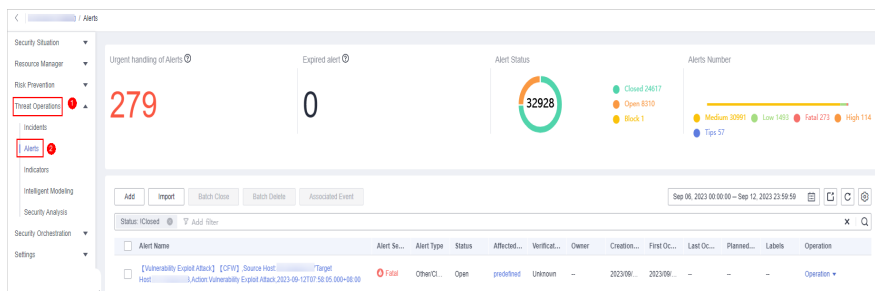 / Alerts
Security Situation
Resource Manager
Risk Prevention
Threat Operations 1
Incidents
Alerts 2
Indicators
Intelligent Modeling
Security Analysis
Security Orchestration
Settings
Urgent handling of Alerts
279
Expired alert
0
Alert Status
32928
Closed 24617
Open 8310
Block 1
Alerts Number
Medium 30991 Low 1493 Fatal 273 High 114
Tips 57
Add Import Batch Close Batch Delete Associated Event Sep 06, 2023 00:00:00 – Sep 12, 2023 23:59:59
Status: !Closed Add filter
Alert Name Alert Se... Alert Type Status Affected... Verificat... Owner Creation... First Oc... Last Oc... Planned... Labels Operation
【Vulnerability Exploit Attack】【CFW】,Source Host: /Target
Host ,Action Vulnerability Exploit Attack,2023-09-12T07:58:05.000+08:00
Fatal Other/Cl... Open predefined Unknown -- 2023/09/... 2023/09/... -- -- -- Operation